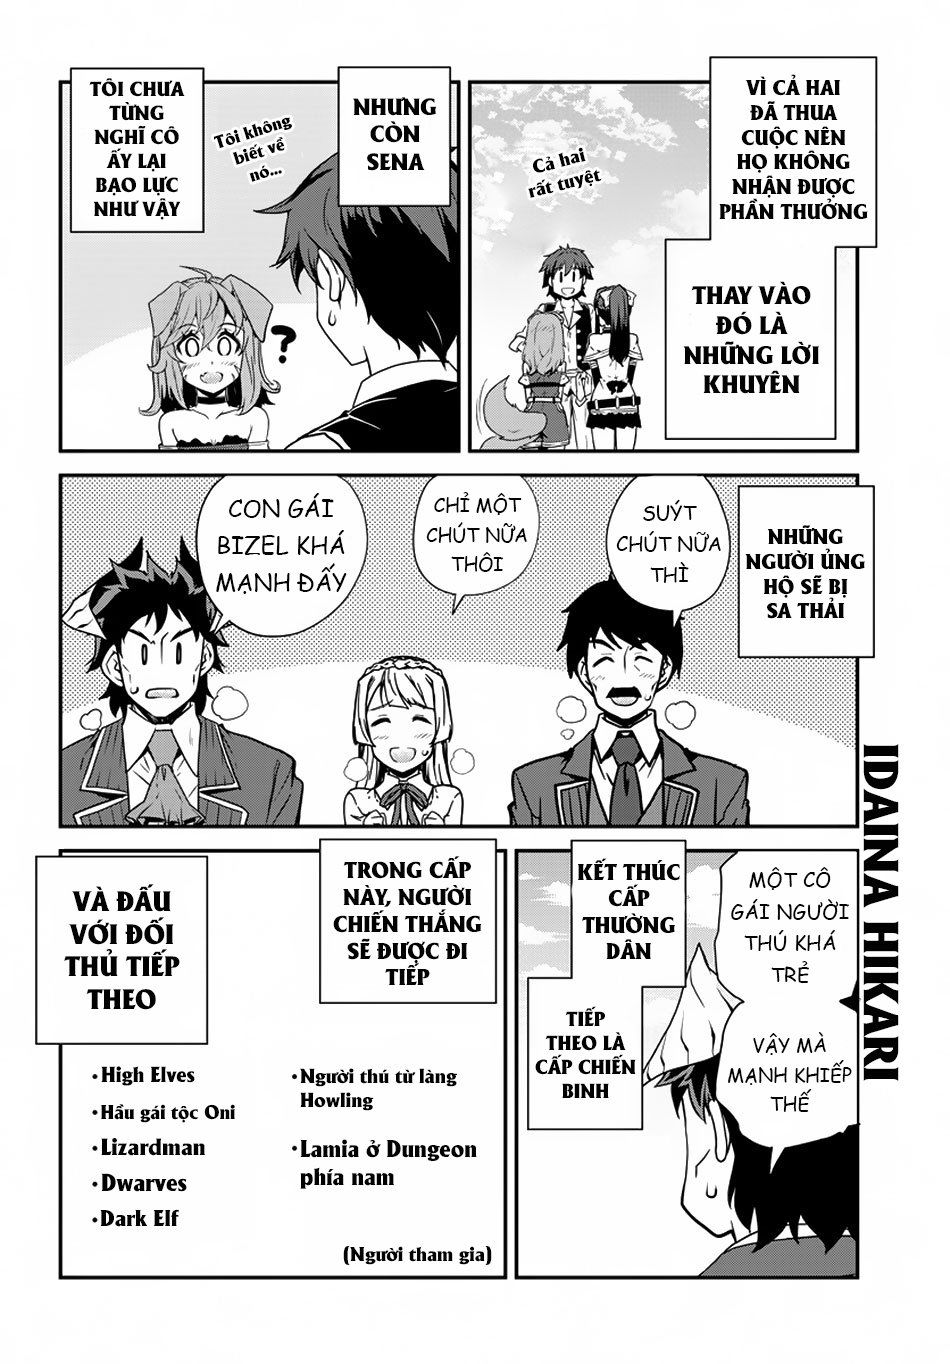 VÌ CẢ HAI
ĐÃ THUA
CUỘC NÊN
HỌ KHÔNG
NHẬN ĐƯỢC
PHẦN THƯỞNG
Cả hai
rất tuyệt
THAY VÀO
ĐÓ LÀ
NHỮNG LỜI
KHUYÊN
NHƯNG
CÒN
SENA
Tôi không
biết về
nó...
TÔI CHƯA
TỪNG
NGHĨ CÔ
ẤY LẠI
BẠO LỰC
NHƯ VẬY
?
NHỮNG
NGƯỜI ỦNG
HỘ SẼ BỊ
SA THẢI
SUÝT
CHÚT NỮA
THÌ
CHỈ MỘT
CHÚT NỮA
THÔI
CON GÁI
BIZEL KHÁ
MẠNH ĐẤY
MỘT CÔ
GÁI NGƯỜI
THÚ KHÁ
TRẺ
VẬY MÀ
MẠNH KHIẾP
THẾ
KẾT THÚC
CẤP
THƯỜNG
DÂN
TIẾP
THEO LÀ
CẤP CHIẾN
BINH
TRONG CẤP
NÀY, NGƯỜI
CHIẾN THẮNG
SẼ ĐƯỢC ĐI
TIẾP
VÀ ĐẤU
VỚI ĐỐI
THỦ TIẾP
THEO
• High Elves
• Hầu gái tộc Oni
• Lizardman
• Dwarves
• Dark Elf
• Người thú từ làng
Howling
• Lamia ở Dungeon
phía nam
(Người tham gia)
IDAINA HIKARI